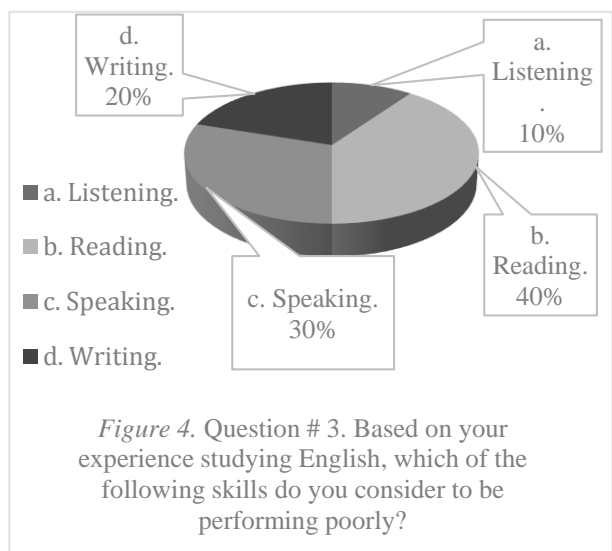 d.
Writing.
20%
a.
Listening
.
10%
a. Listening.
b. Reading.
c. Speaking.
d. Writing.
b.
Reading.
40%
c. Speaking.
30%
Figure 4. Question # 3. Based on your
experience studying English, which of the
following skills do you consider to be
performing poorly?